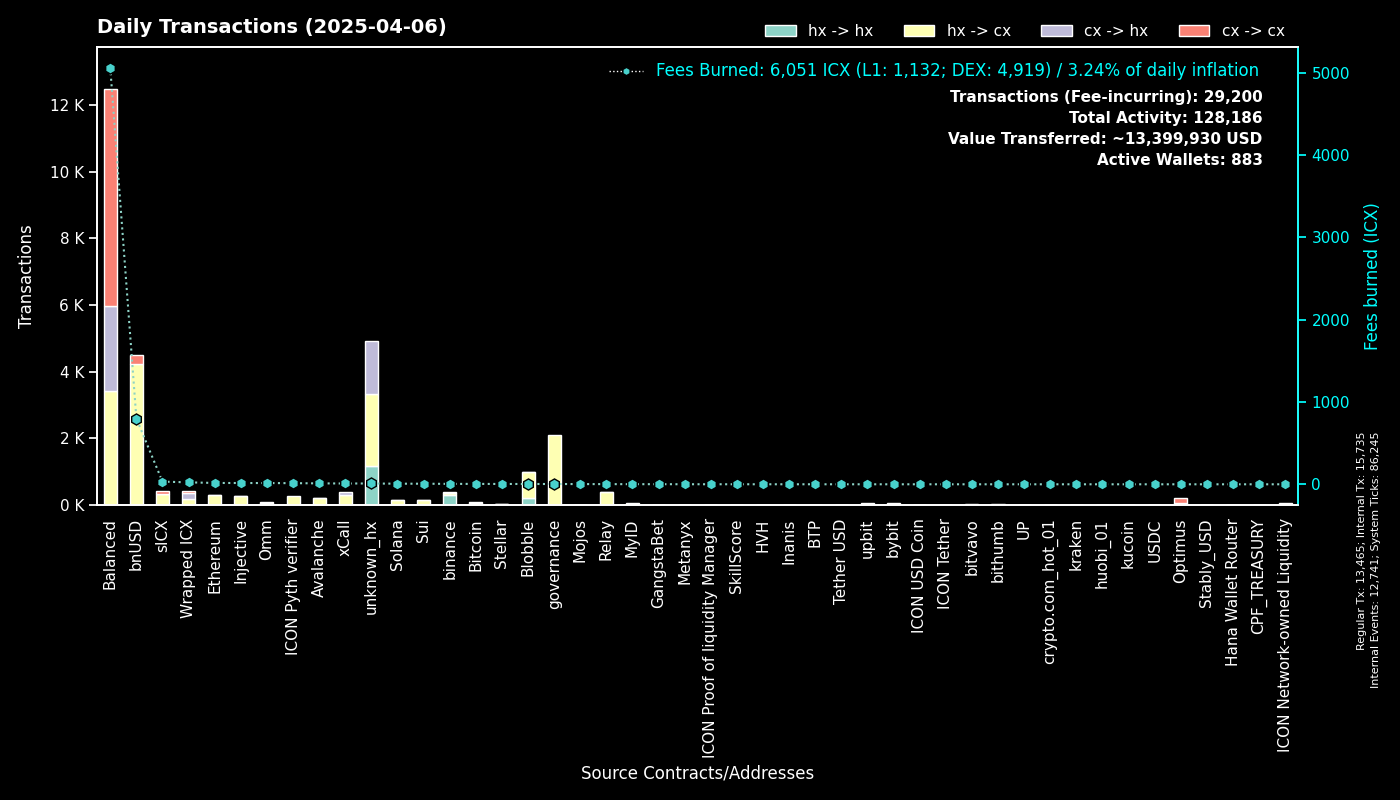 Daily Transactions (2025-04-06)
hx -> hx
hx -> cx
cx -> hx
cx -> cx
Fees Burned: 6,051 ICX (L1: 1,132; DEX: 4,919) / 3.24% of daily inflation
Transactions (Fee-incurring): 29,200
Total Activity: 128,186
Value Transferred: ~13,399,930 USD
Active Wallets: 883
Transactions
12 K
10 K
8 K
6 K
4 K
2 K
0 K
5000
4000
3000
2000
1000
0
Fees burned (ICX)
Regular Tx: 13,465; Internal Tx: 15,735
Internal Events: 12,741; System Ticks: 86,245
Balanced
bnUSD
sICX
Wrapped ICX
Ethereum
Injective
Omm
ICON Pyth verifier
Avalanche
xCall
unknown_hx
Solana
Sui
binance
Bitcoin
Stellar
Blobble
governance
Mojos
Relay
MyID
GangstaBet
Metanyx
ICON Proof of liquidity Manager
SkillScore
HVH
Inanis
BTP
Tether USD
upbit
bybit
ICON USD Coin
ICON Tether
bitvavo
bithumb
UP
crypto.com_hot_01
kraken
huobi_01
kucoin
USDC
Optimus
Stably_USD
Hana Wallet Router
CPF_TREASURY
ICON Network-owned Liquidity
Source Contracts/Addresses